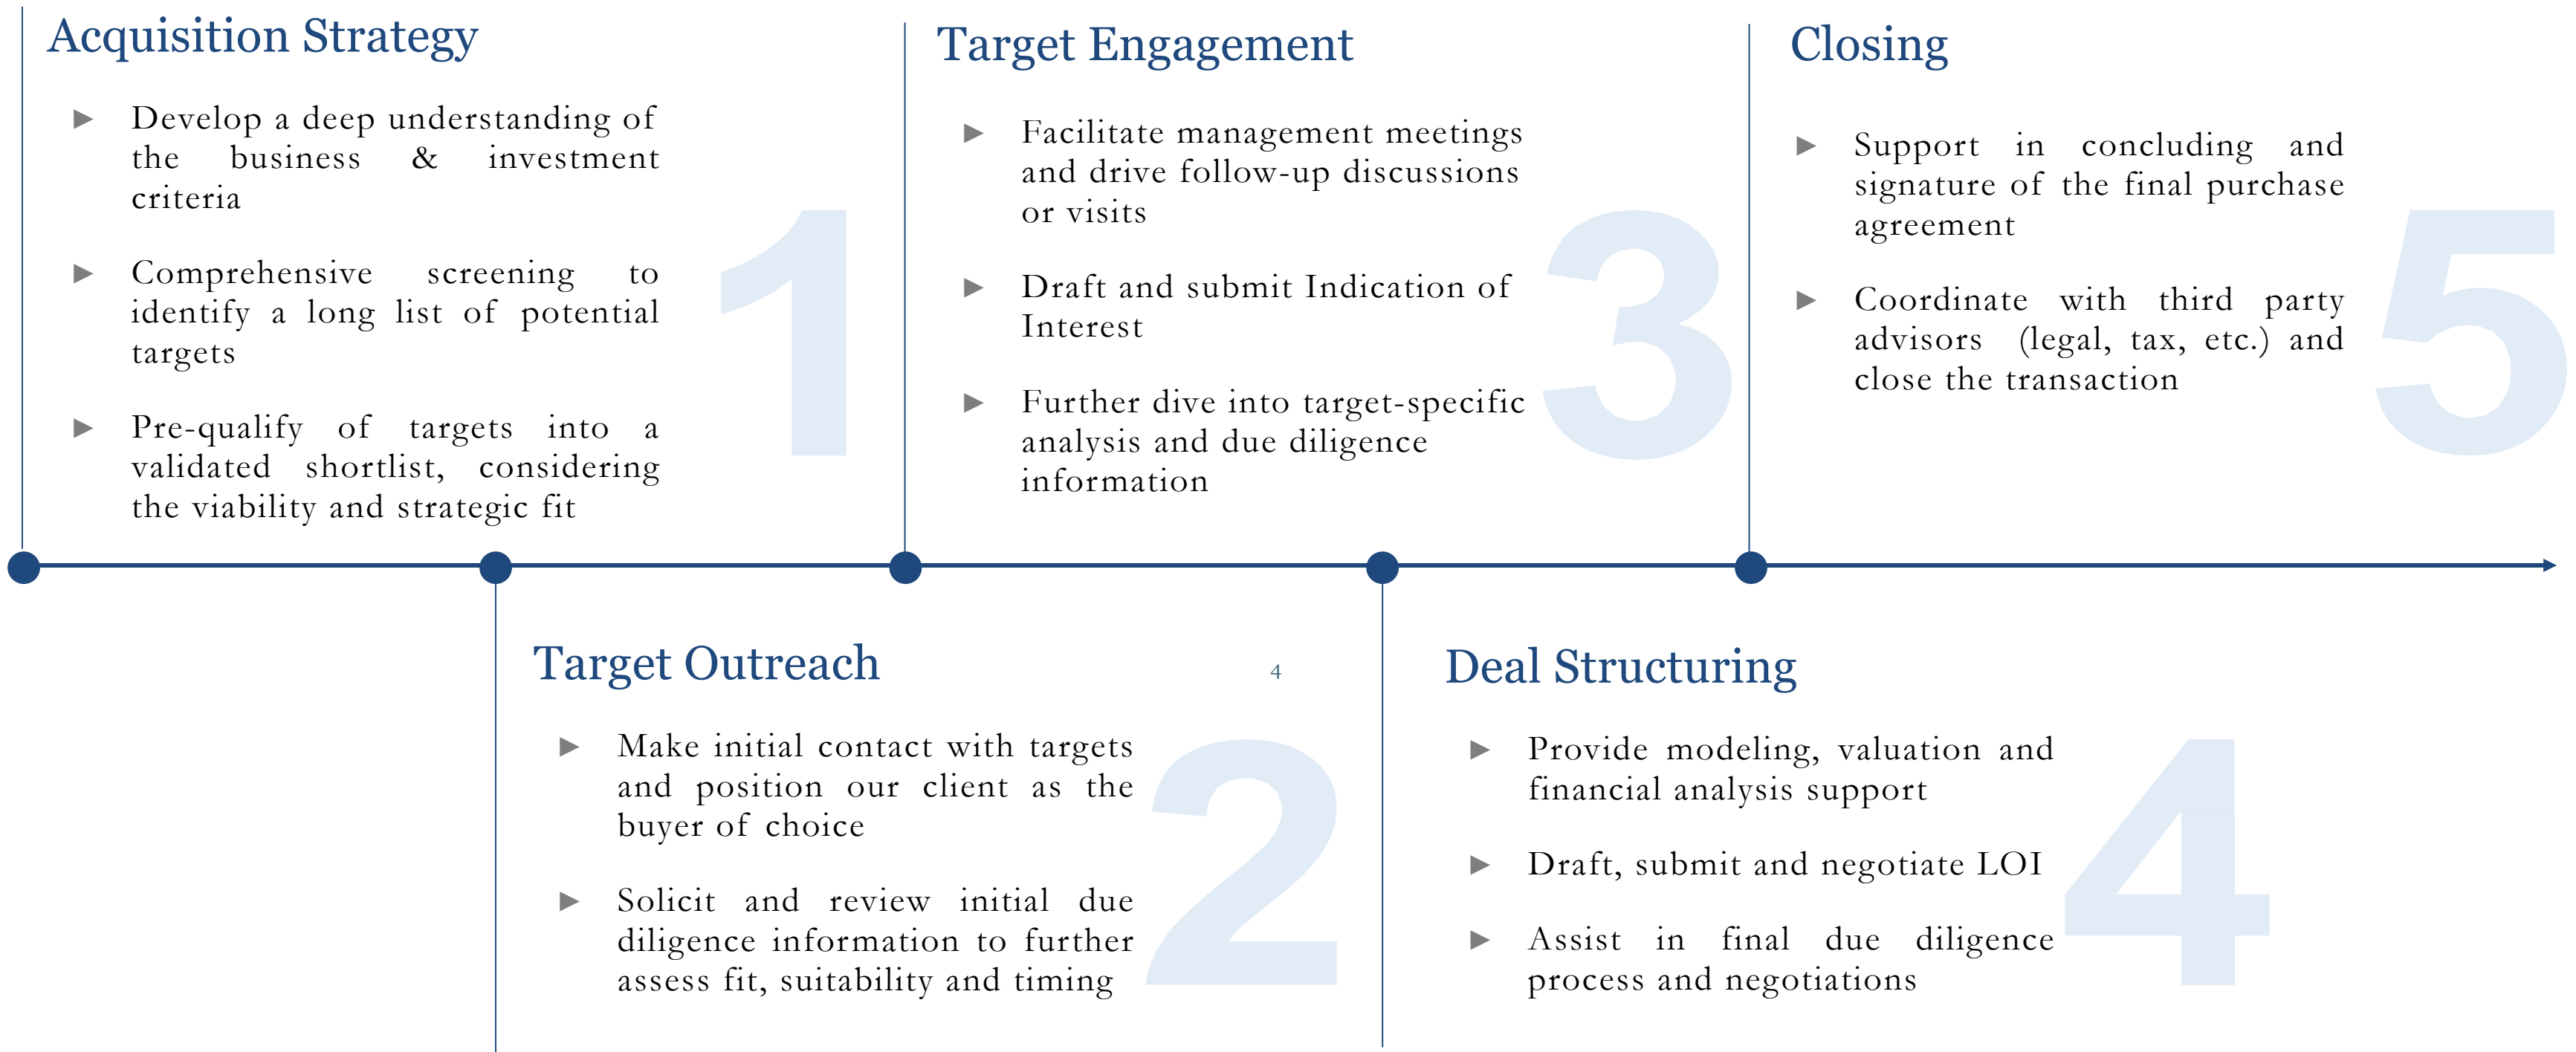 Acquisition Strategy
► Develop a deep understanding of
the business & investment
criteria
► Comprehensive screening to
identify a long list of potential
targets
► Pre-qualify of targets into a
validated shortlist, considering
the viability and strategic fit
1
Target Outreach
► Make initial contact with targets
and position our client as the
buyer of choice
► Solicit and review initial due
diligence information to further
assess fit, suitability and timing
2
4
Target Engagement
► Facilitate management meetings
and drive follow-up discussions
or visits
► Draft and submit Indication of
Interest
► Further dive into target-specific
analysis and due diligence
information
3
Deal Structuring
► Provide modeling, valuation and
financial analysis support
► Draft, submit and negotiate LOI
► Assist in final due diligence
process and negotiations
4
Closing
► Support in concluding and
signature of the final purchase
agreement
► Coordinate with third party
advisors (legal, tax, etc.) and
close the transaction
5